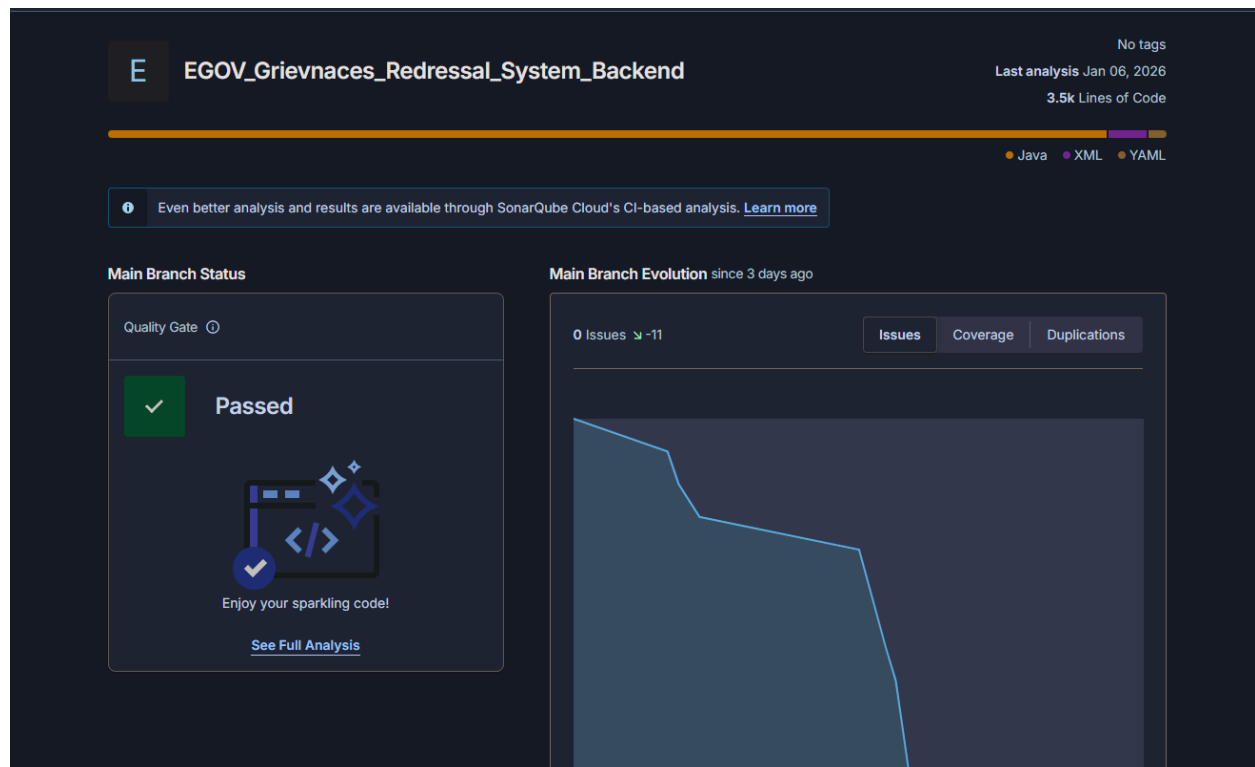 No tags
E
EGOV_Grievnaces_Redressal_System_Backend
Last analysis Jan 06, 2026
3.5k Lines of Code
Java XML YAML
Even better analysis and results are available through SonarQube Cloud's CI-based analysis. Learn more
Main Branch Status
Quality Gate
Passed
</>
Enjoy your sparkling code!
See Full Analysis
Main Branch Evolution since 3 days ago
0 Issues -11
Issues Coverage Duplications